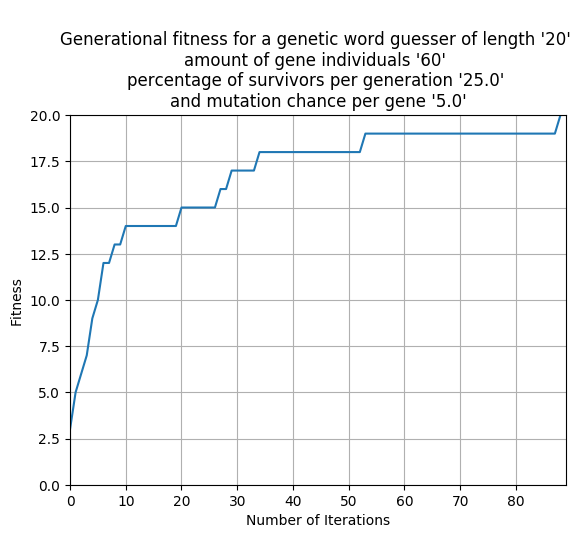 Generational fitness for a genetic word guesser of length '20'
amount of gene individuals '60'
percentage of survivors per generation '25.0'
and mutation chance per gene '5.0'
20.0
17.5
15.0
12.5
10.0
7.5
5.0
2.5
0.0
Fitness
0 10 20 30 40 50 60 70 80
Number of Iterations